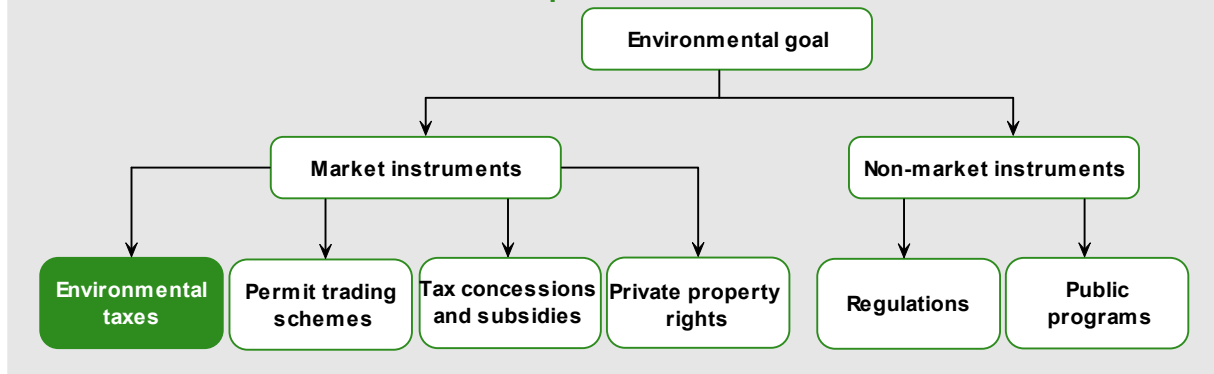 Environmental goal
Market instruments
Non-market instruments
Environmental
taxes
Permit trading
schemes
Tax concessions
and subsidies
Private property
rights
Regulations
Public
programs